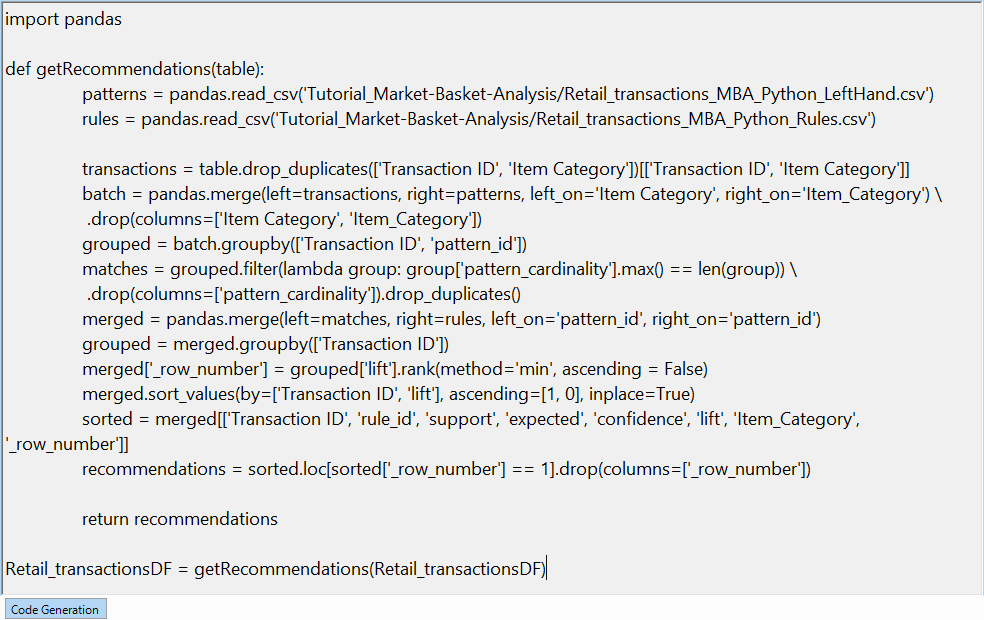 import pandas

def getRecommendations(table):
patterns = pandas.read_csv('Tutorial_Market-Basket-Analysis/Retail_transactions_MBA_Python_LeftHand.csv')
rules = pandas.read_csv('Tutorial_Market-Basket-Analysis/Retail_transactions_MBA_Python_Rules.csv')

transactions = table.drop_duplicates(['Transaction ID', 'Item Category'])[['Transaction ID', 'Item Category']]
batch = pandas.merge(left=transactions, right=patterns, left_on='Item Category', right_on='Item_Category') \
.drop(columns=['Item Category', 'Item_Category'])
grouped = batch.groupby(['Transaction ID', 'pattern_id'])
matches = grouped.filter(lambda group: group['pattern_cardinality'].max() == len(group)) \
.drop(columns=['pattern_cardinality']).drop_duplicates()
merged = pandas.merge(left=matches, right=rules, left_on='pattern_id', right_on='pattern_id')
grouped = merged.groupby(['Transaction ID'])
merged['_row_number'] = grouped['lift'].rank(method='min', ascending = False)
merged.sort_values(by=['Transaction ID', 'lift'], ascending=[1, 0], inplace=True)
sorted = merged[['Transaction ID', 'rule_id', 'support', 'expected', 'confidence', 'lift', 'Item_Category',
'_row_number']]
recommendations = sorted.loc[sorted['_row_number'] == 1].drop(columns=['_row_number'])

return recommendations

Retail_transactionsDF = getRecommendations(Retail_transactionsDF)
Code Generation